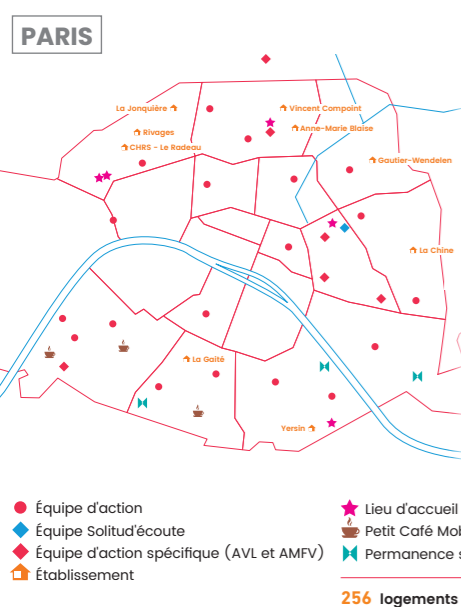 PARIS
La Jonquière
Vincent Compoint
Rivages
Anne-Marie Blaise
CHRS - Le Radeau
Gautier-Wendelen
La Chine
La Gaîté
Yersin
Équipe d'action
Équipe Solitud'écoute
Équipe d'action spécifique (AVL et AMFV)
Établissement
Lieu d'accueil
Petit Café Mob
Permanence s
256 logements